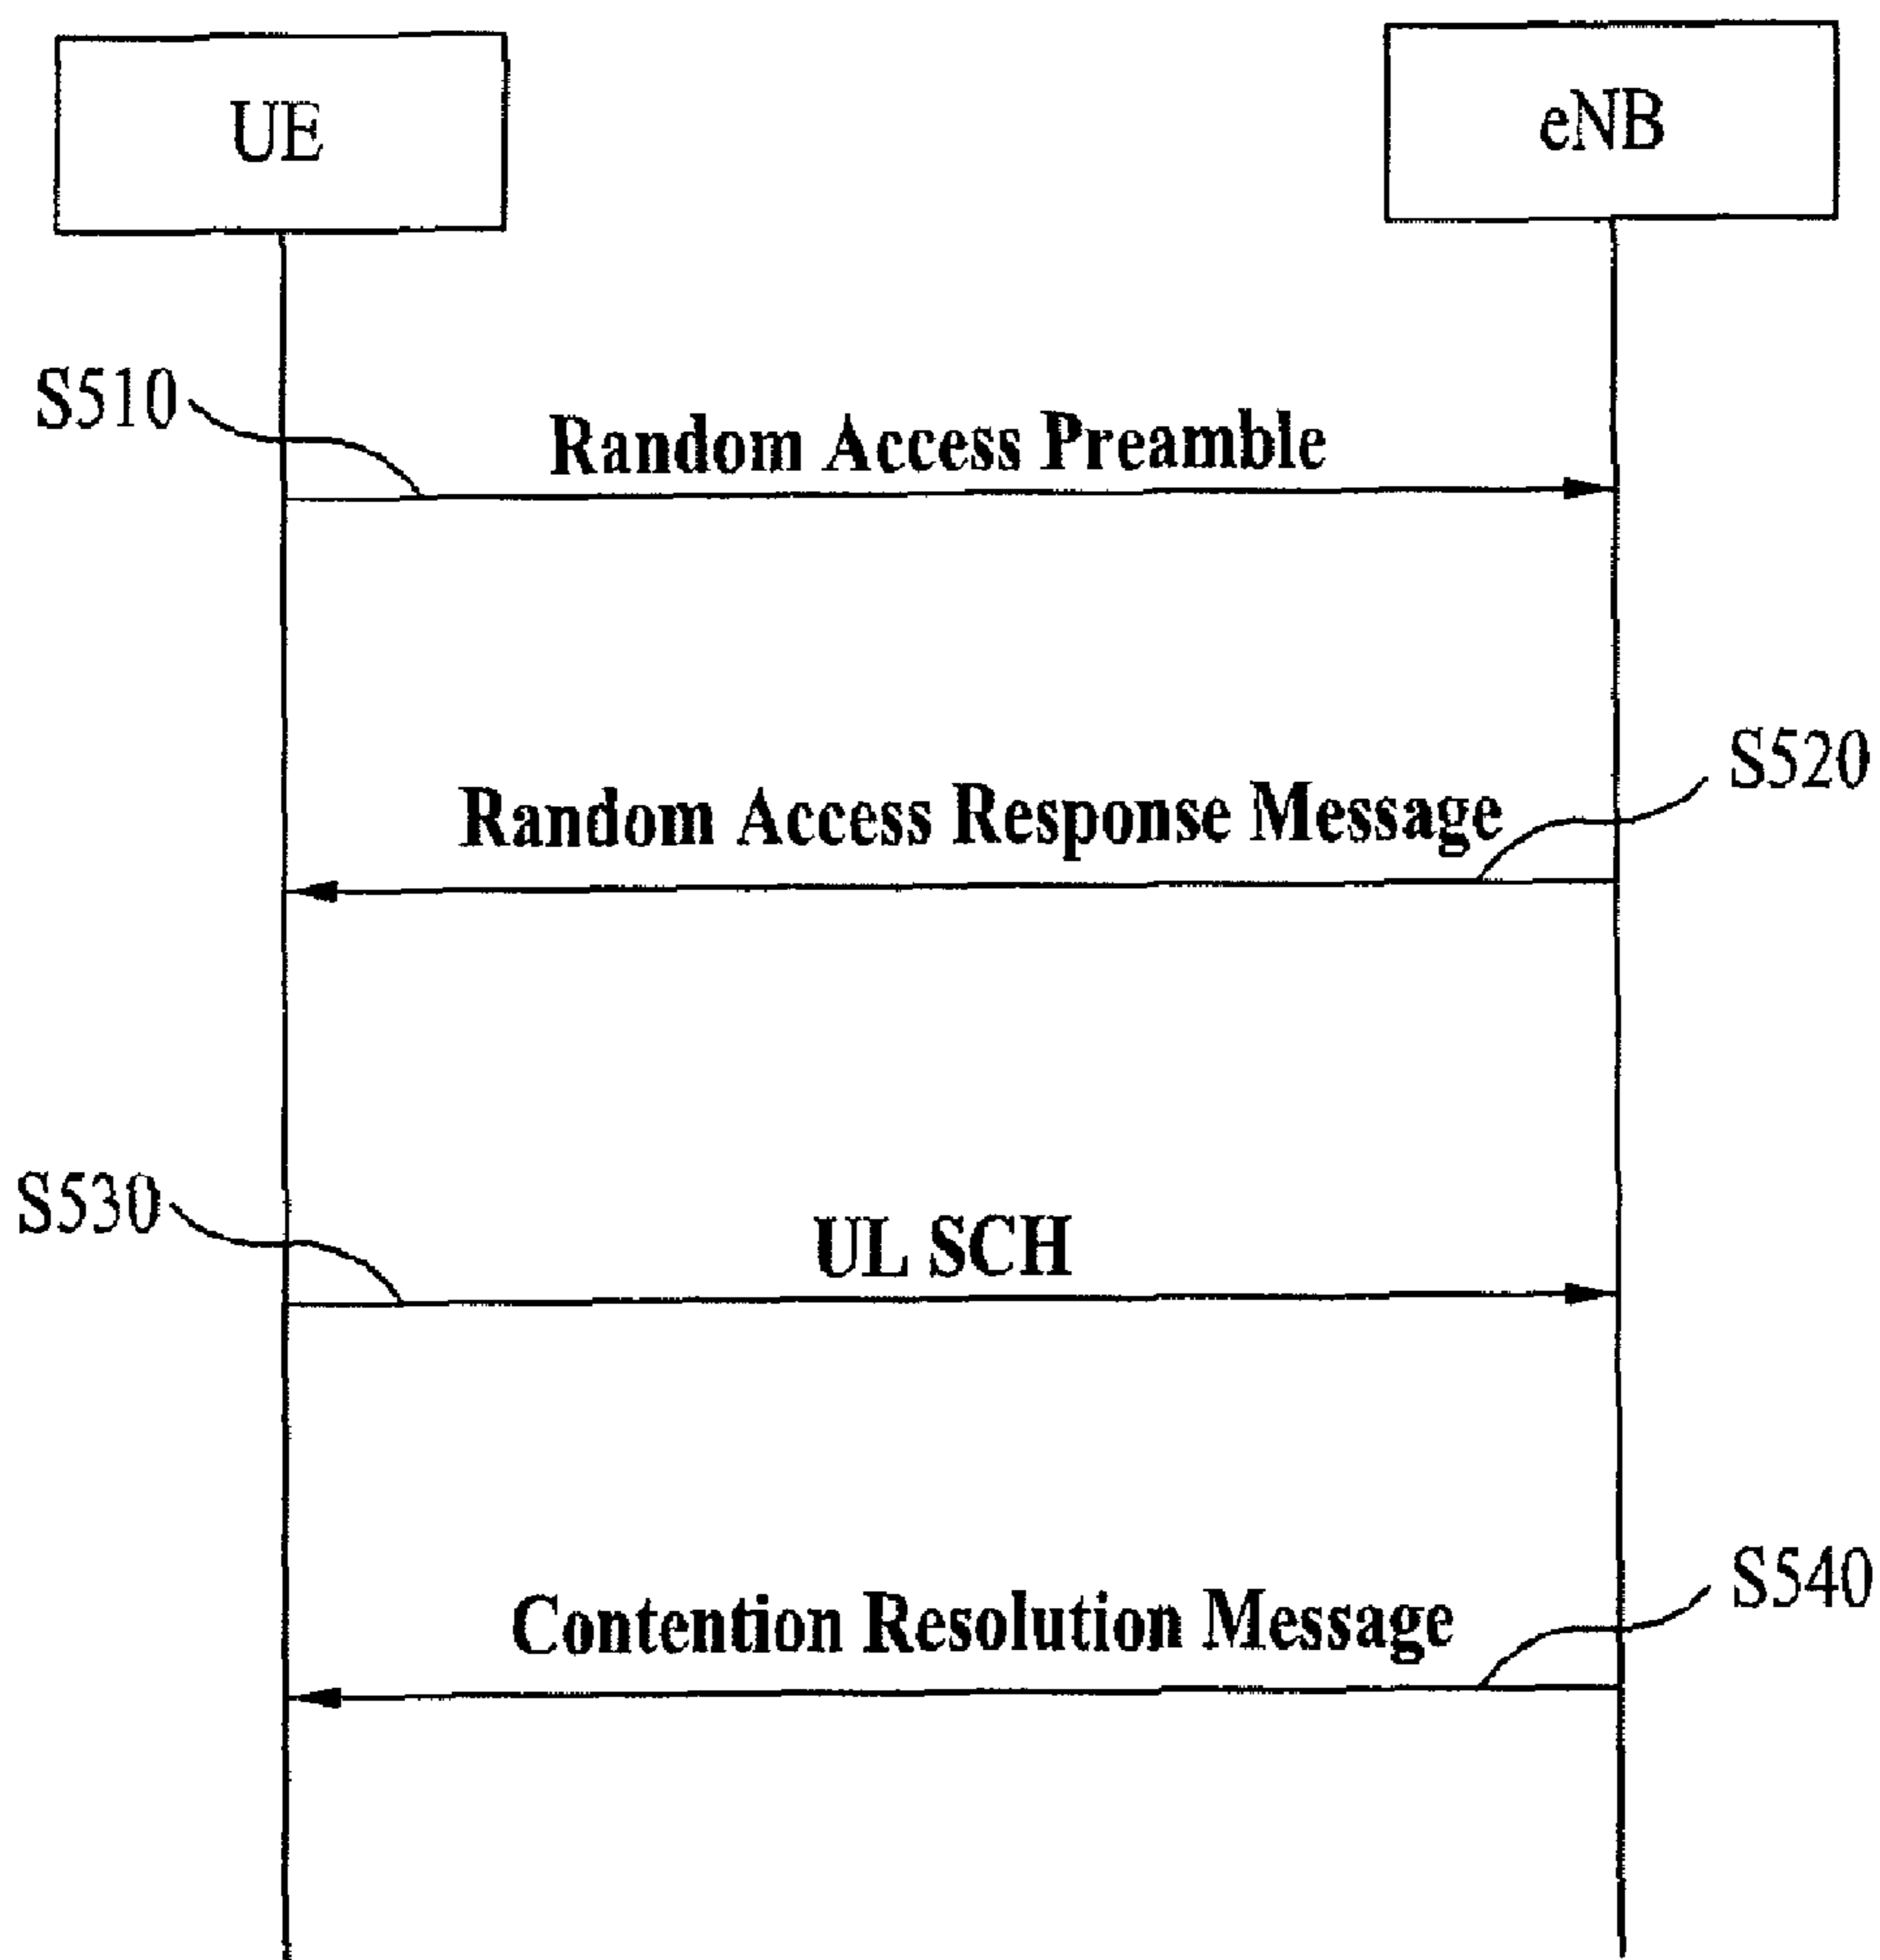 UE
eNB
S510
Random Access Preamble
S520
Random Access Response Message
S530
UL SCH
S540
Contention Resolution Message